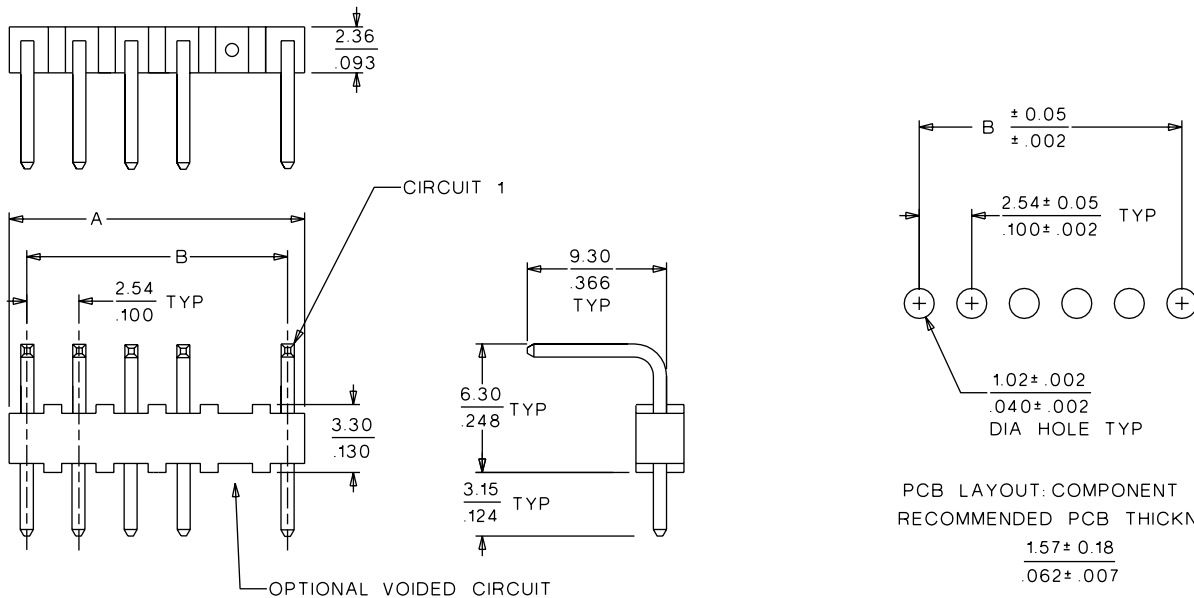 2.36
.093
CIRCUIT 1
A
B
2.54
.100
TYP
3.30
.130
OPTIONAL VOIDED CIRCUIT
9.30
.366
TYP
6.30
.248
TYP
3.15
.124
TYP
B ± 0.05
± .002
2.54± 0.05
.100± .002
TYP
1.02± .002
.040± .002
DIA HOLE TYP
PCB LAYOUT: COMPONENT
RECOMMENDED PCB THICKN
1.57± 0.18
.062± .007